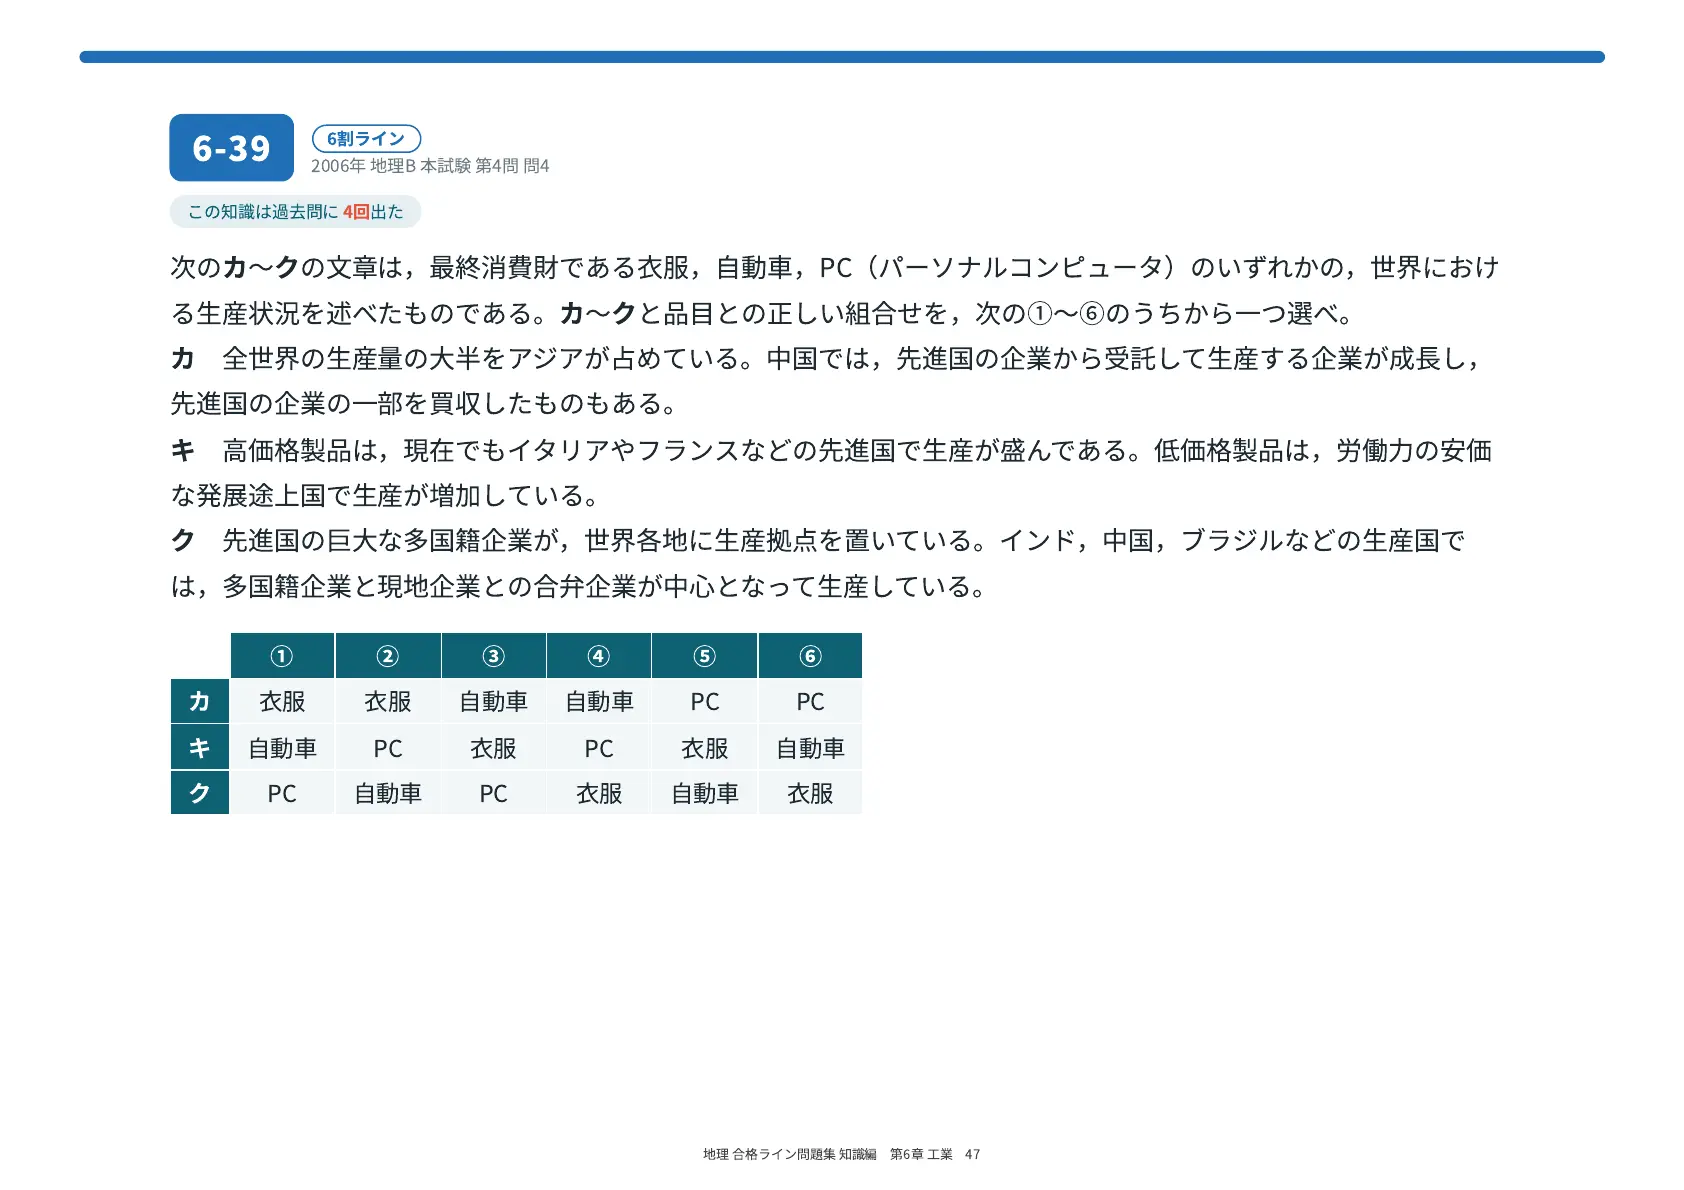 6-39
6割ライン
2006年 地理B 本試験 第4問 問4
この知識は過去問に 4回出た
次のカ～クの文章は，最終消費財である衣服，自動車，PC（パーソナルコンピュータ）のいずれかの，世界におけ
る生産状況を述べたものである。カ～クと品目との正しい組合せを，次の①～⑥のうちから一つ選べ。
カ　全世界の生産量の大半をアジアが占めている。中国では，先進国の企業から受託して生産する企業が成長し，
先進国の企業の一部を買収したものもある。
キ　高価格製品は，現在でもイタリアやフランスなどの先進国で生産が盛んである。低価格製品は，労働力の安価
な発展途上国で生産が増加している。
ク　先進国の巨大な多国籍企業が，世界各地に生産拠点を置いている。インド，中国，ブラジルなどの生産国で
は，多国籍企業と現地企業との合弁企業が中心となって生産している。
① ② ③ ④ ⑤ ⑥
カ 衣服 衣服 自動車 自動車 PC PC
キ 自動車 PC 衣服 PC 衣服 自動車
ク PC 自動車 PC 衣服 自動車 衣服
地理 合格ライン問題集 知識編　第6章 工業　47